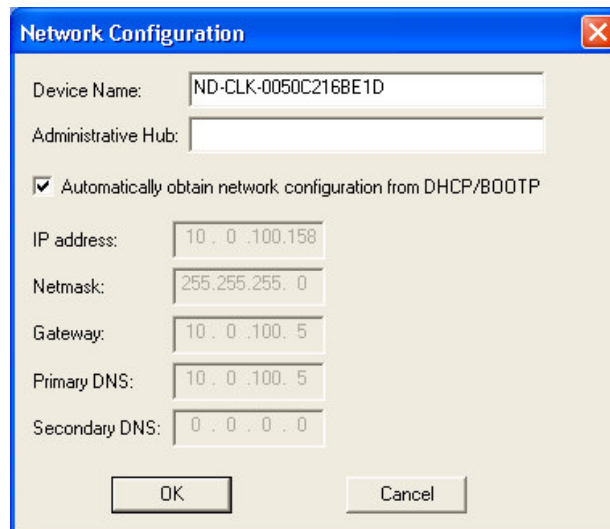 Network Configuration
Device Name: ND-CLK-0050C216BE1D
Administrative Hub:
Automatically obtain network configuration from DHCP/BOOTP
IP address: 10 . 0 .100.158
Netmask: 255.255.255. 0
Gateway: 10 . 0 .100. 5
Primary DNS: 10 . 0 .100. 5
Secondary DNS: 0 . 0 . 0 . 0
OK Cancel